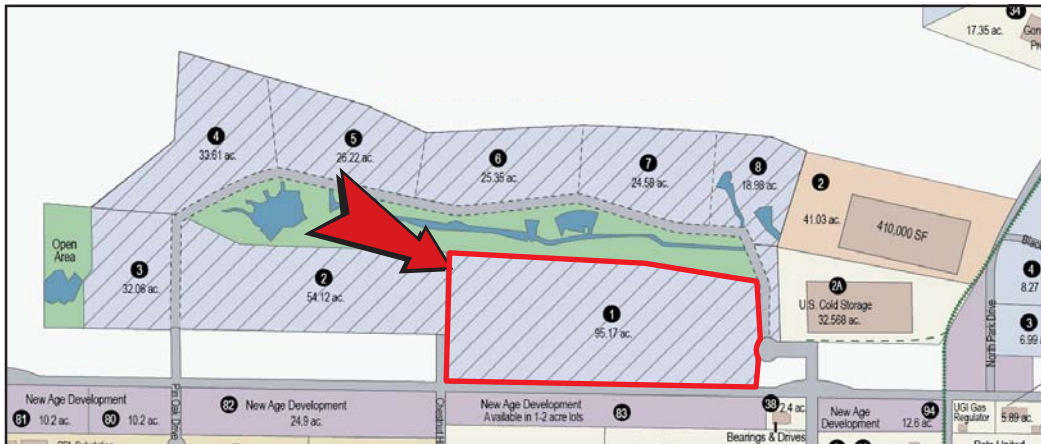 34
17.35 ac.
4
33.61 ac.
5
26.22 ac.
6
25.35 ac.
7
24.58 ac.
8
18.98 ac.
2
41.03 ac.
410,000 SF
Open
Area
3
32.06 ac.
2
54.12 ac.
1
95.17 ac.
2A
U.S. Cold Storage
32.568 ac.
4
8.27
3
6.99
North Park Drive
Pin Oak Drive
New Age Development
81 10.2 ac.
80 10.2 ac.
82 New Age Development
24.9 ac.
New Age Development
Available in 1-2 acre lots
83
38
2.4 ac.
Bearings & Drives
New Age
Development
94
12.6 ac.
UGI Gas
Regulator
5.89 ac.